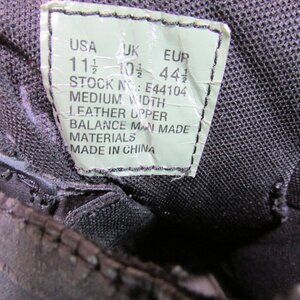 USA UK EUR
11½ 10½ 44½
STOCK NO: E44104
MEDIUM WIDTH
LEATHER UPPER
BALANCE MAN MADE
MATERIALS
MADE IN CHINA